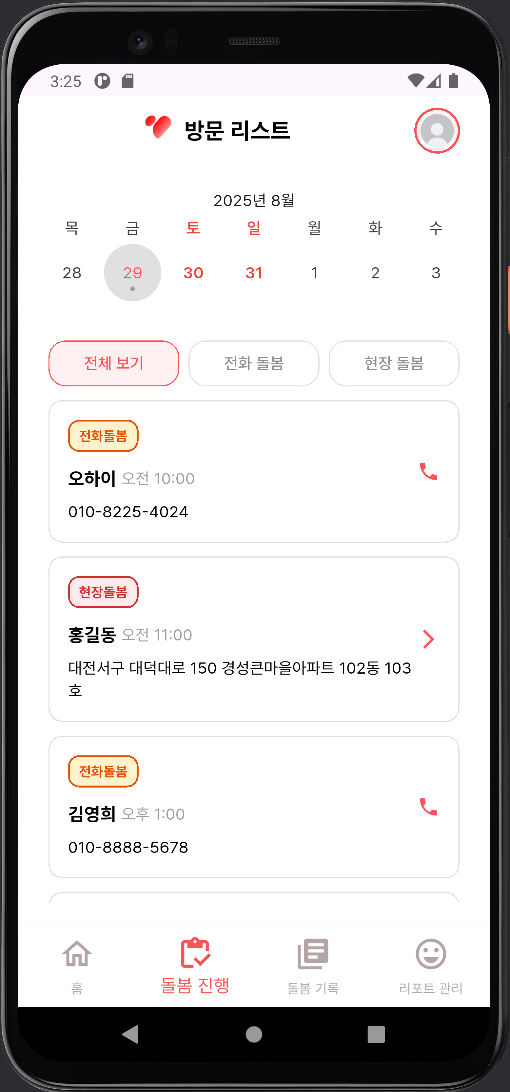 3:25
방문 리스트
2025년 8월
목 금 토 일 월 화 수
28 29 30 31 1 2 3
전체 보기 전화 돌봄 현장 돌봄
전화돌봄
오하이 오전 10:00
010-8225-4024
현장돌봄
홍길동 오전 11:00
대전서구 대덕대로 150 경성큰마을아파트 102동 103
호
전화돌봄
김영희 오후 1:00
010-8888-5678
홈 돌봄 진행 돌봄 기록 리포트 관리